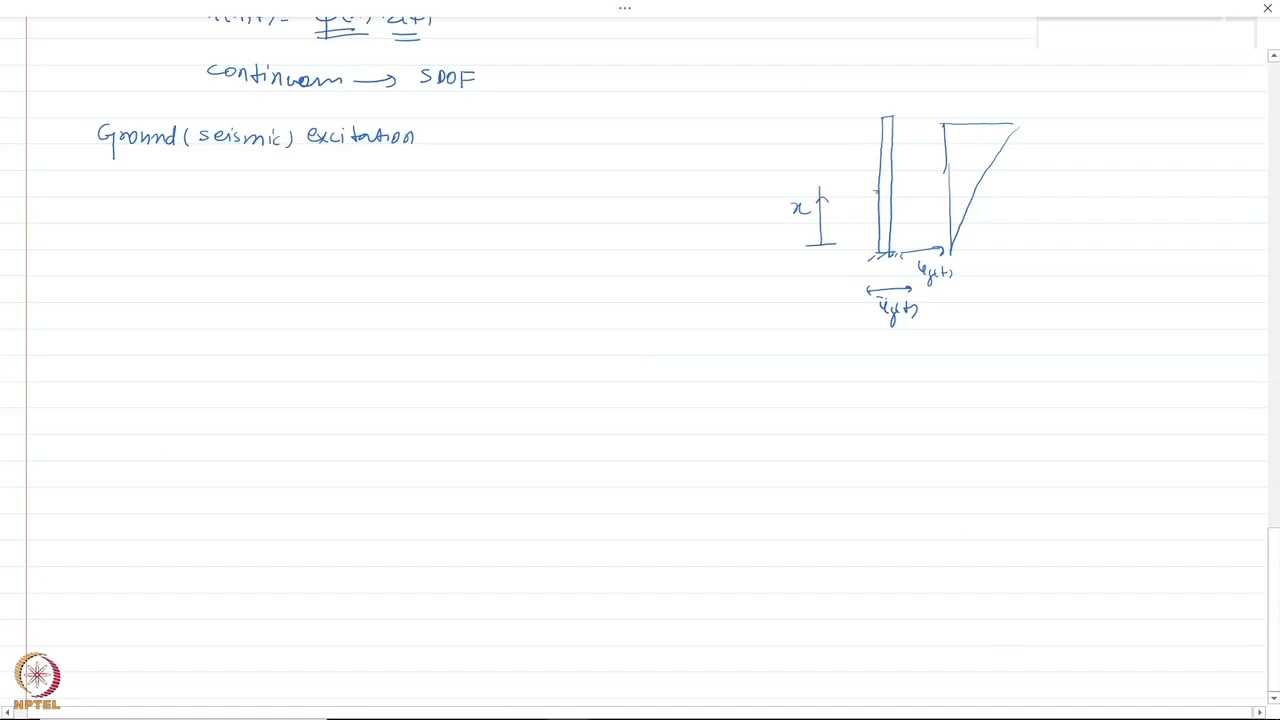 continuum → SDOF
Ground (seismic) excitation
x
u_g(t)
ü_g(t)
NPTEL